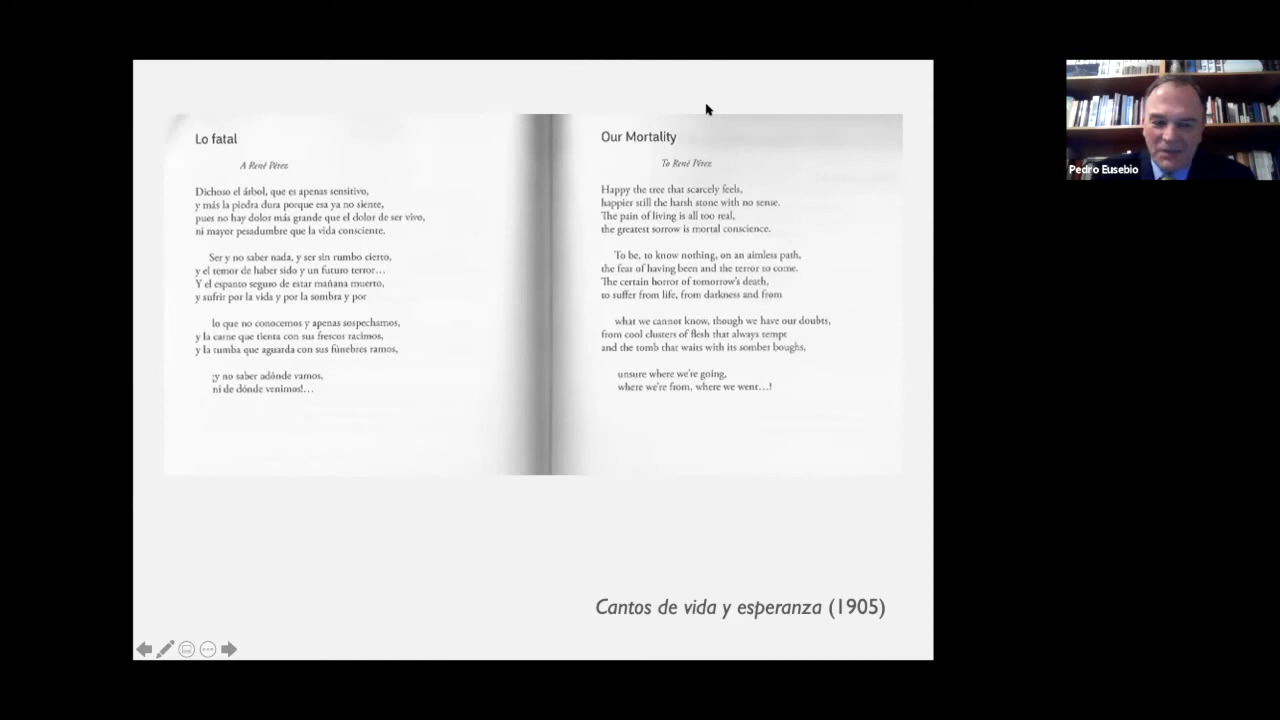 Lo fatal
A René Pérez
Dichoso el árbol, que es apenas sensitivo,
y más la piedra dura porque esa ya no siente,
pues no hay dolor más grande que el dolor de ser vivo,
ni mayor pesadumbre que la vida consciente.
Ser y no saber nada, y ser sin rumbo cierto,
y el temor de haber sido y un futuro terror...
Y el espanto seguro de estar mañana muerto,
y sufrir por la vida y por la sombra y por
lo que no conocemos y apenas sospechamos,
y la carne que tienta con sus frescos racimos,
y la tumba que aguarda con sus fúnebres ramos,
¡y no saber adónde vamos,
ni de dónde venimos!...
Our Mortality
To René Pérez
Happy the tree that scarcely feels,
happier still the harsh stone with no sense.
The pain of living is all too real,
the greatest sorrow is mortal conscience.
To be, to know nothing, on an aimless path,
the fear of having been and the terror to come.
The certain horror of tomorrow's death,
to suffer from life, from darkness and from
what we cannot know, though we have our doubts,
from cool clusters of flesh that always tempt
and the tomb that waits with its somber boughs,
unsure where we're going,
where we're from, where we went...!
Cantos de vida y esperanza (1905)
Pedro Eusebio